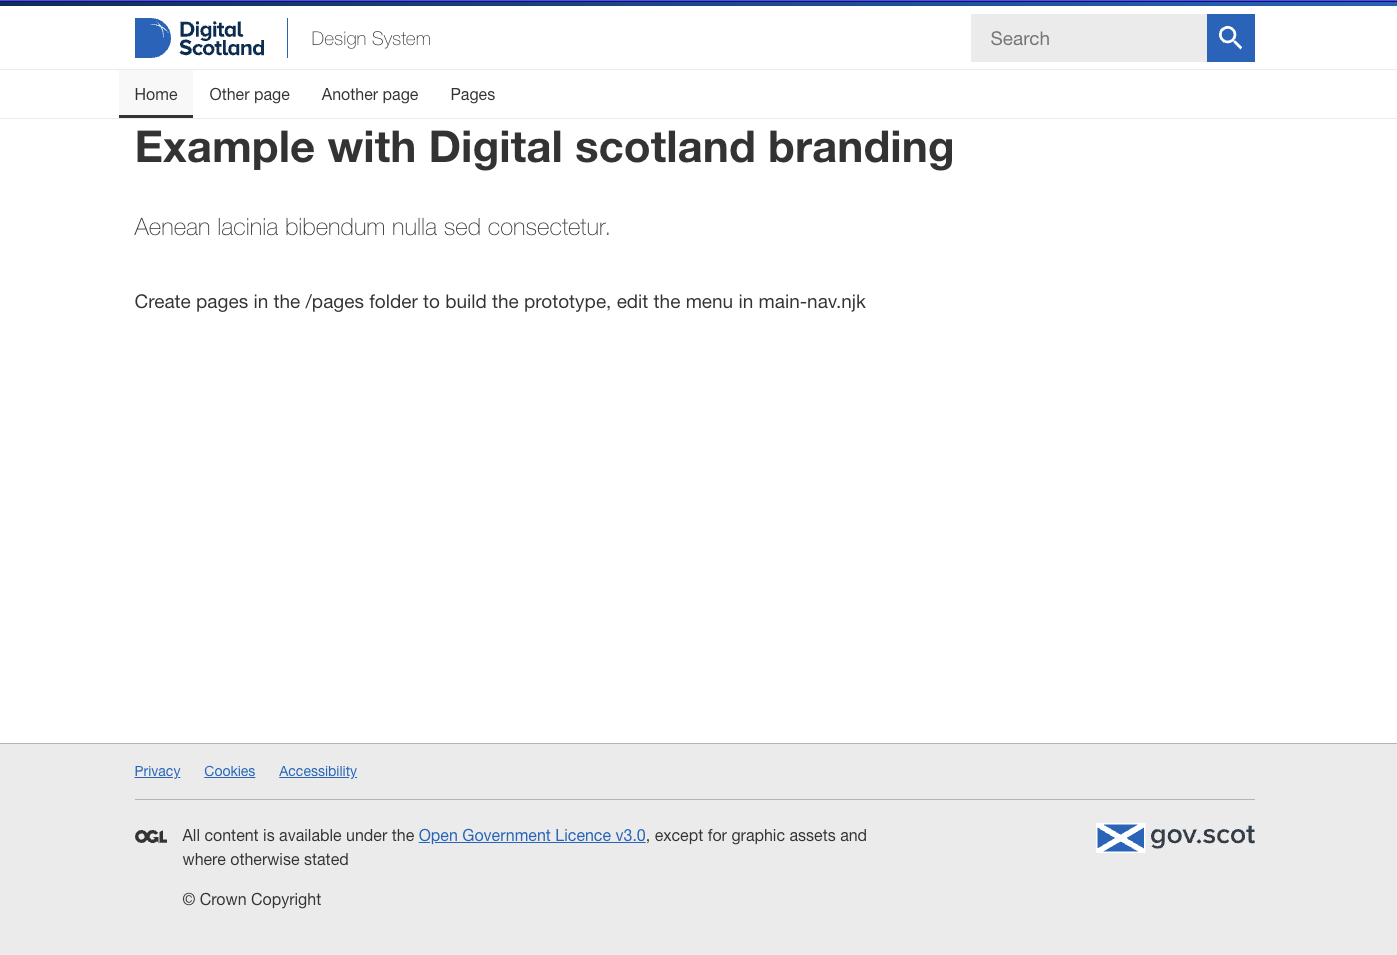 Digital
Scotland
Design System
Search
Home
Other page
Another page
Pages
Example with Digital scotland branding
Aenean lacinia bibendum nulla sed consectetur.
Create pages in the /pages folder to build the prototype, edit the menu in main-nav.njk
Privacy
Cookies
Accessibility
OGL
All content is available under the Open Government Licence v3.0, except for graphic assets and
where otherwise stated
© Crown Copyright
gov.scot